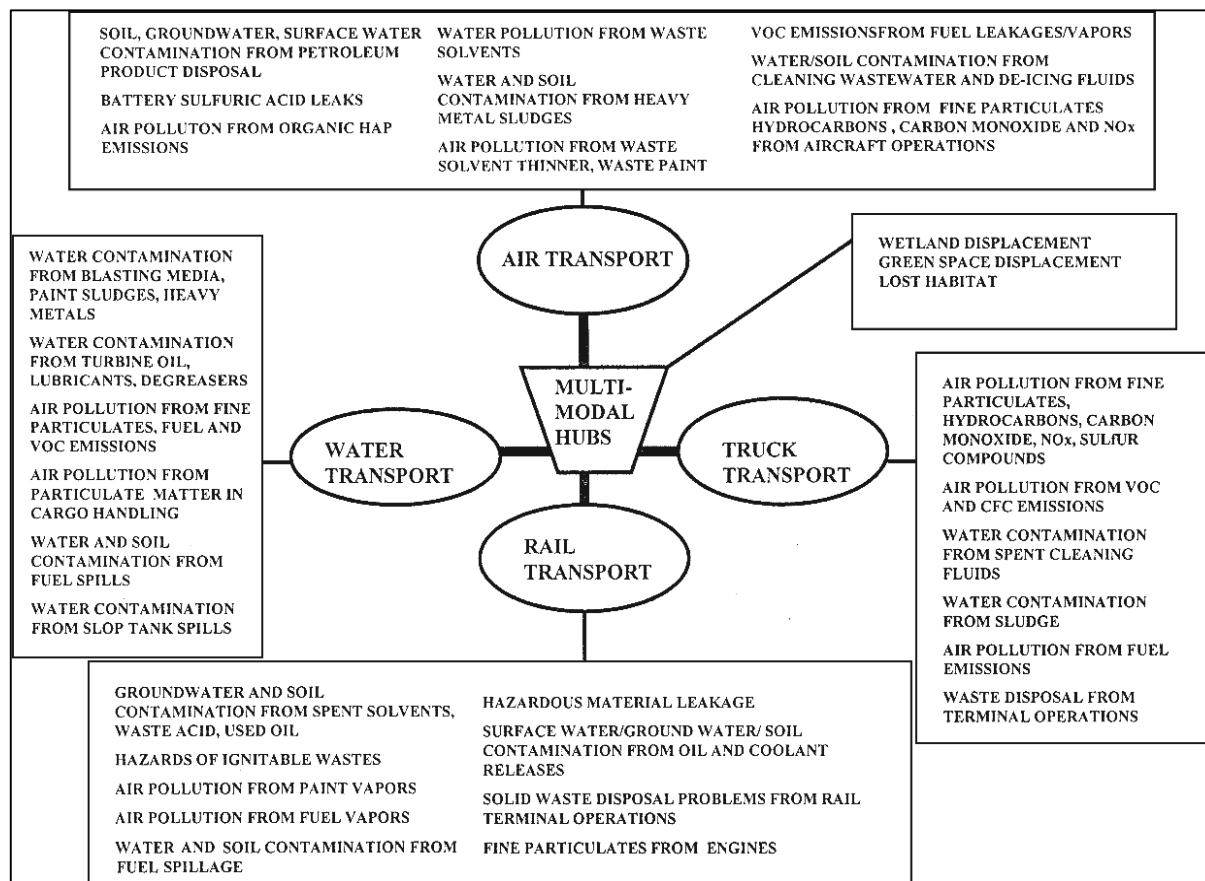 SOIL, GROUNDWATER, SURFACE WATER
CONTAMINATION FROM PETROLEUM
PRODUCT DISPOSAL
BATTERY SULFURIC ACID LEAKS
AIR POLLUTON FROM ORGANIC HAP
EMISSIONS
WATER POLLUTION FROM WASTE
SOLVENTS
WATER AND SOIL
CONTAMINATION FROM HEAVY
METAL SLUDGES
AIR POLLUTION FROM WASTE
SOLVENT THINNER, WASTE PAINT
VOC EMISSIONSFROM FUEL LEAKAGES/VAPORS
WATER/SOIL CONTAMINATION FROM
CLEANING WASTEWATER AND DE-ICING FLUIDS
AIR POLLUTION FROM FINE PARTICULATES
HYDROCARBONS , CARBON MONOXIDE AND NOx
FROM AIRCRAFT OPERATIONS
AIR TRANSPORT
WETLAND DISPLACEMENT
GREEN SPACE DISPLACEMENT
LOST HABITAT
WATER CONTAMINATION
FROM BLASTING MEDIA,
PAINT SLUDGES, HEAVY
METALS
WATER CONTAMINATION
FROM TURBINE OIL,
LUBRICANTS, DEGREASERS
AIR POLLUTION FROM FINE
PARTICULATES, FUEL AND
VOC EMISSIONS
AIR POLLUTION FROM
PARTICULATE MATTER IN
CARGO HANDLING
WATER AND SOIL
CONTAMINATION FROM
FUEL SPILLS
WATER CONTAMINATION
FROM SLOP TANK SPILLS
WATER
TRANSPORT
MULTI-
MODAL
HUBS
TRUCK
TRANSPORT
RAIL
TRANSPORT
AIR POLLUTION FROM FINE
PARTICULATES,
HYDROCARBONS, CARBON
MONOXIDE, NOx, SULfUR
COMPOUNDS
AIR POLLUTION FROM VOC
AND CFC EMISSIONS
WATER CONTAMINATION
FROM SPENT CLEANING
FLUIDS
WATER CONTAMINATION
FROM SLUDGE
AIR POLLUTION FROM FUEL
EMISSIONS
WASTE DISPOSAL FROM
TERMINAL OPERATIONS
GROUNDWATER AND SOIL
CONTAMINATION FROM SPENT SOLVENTS,
WASTE ACID, USED OIL
HAZARDS OF IGNITABLE WASTES
AIR POLLUTION FROM PAINT VAPORS
AIR POLLUTION FROM FUEL VAPORS
WATER AND SOIL CONTAMINATION FROM
FUEL SPILLAGE
HAZARDOUS MATERIAL LEAKAGE
SURFACE WATER/GROUND WATER/ SOIL
CONTAMINATION FROM OIL AND COOLANT
RELEASES
SOLID WASTE DISPOSAL PROBLEMS FROM RAIL
TERMINAL OPERATIONS
FINE PARTICULATES FROM ENGINES